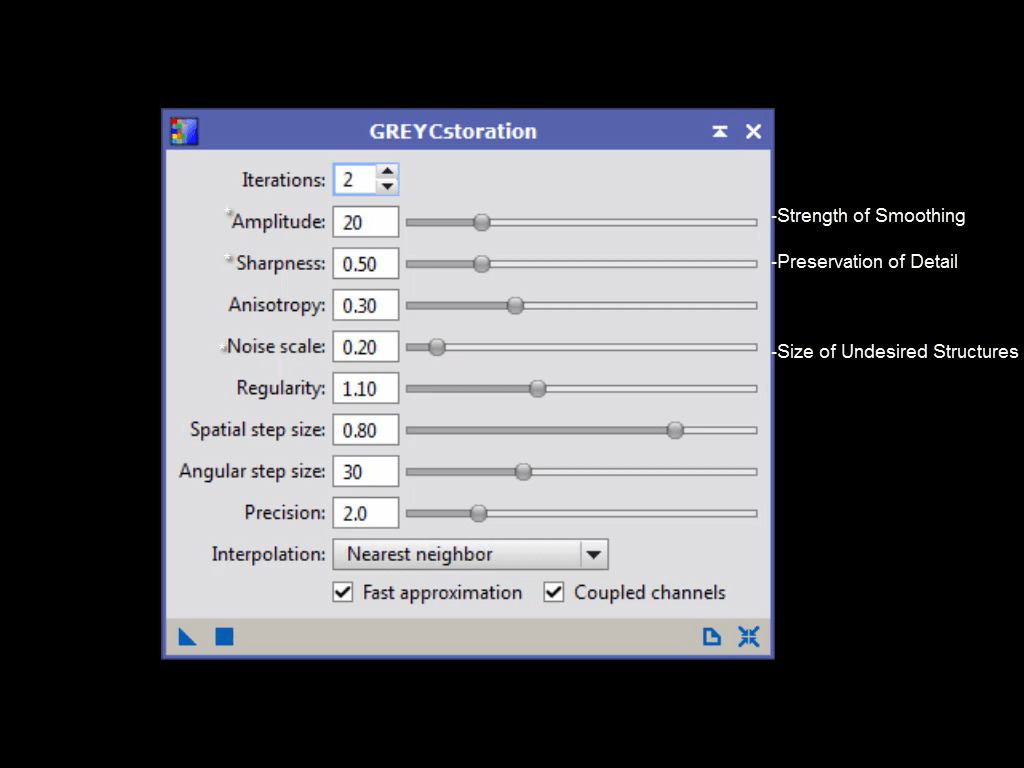 GREYCstoration
Iterations: 2
*Amplitude: 20 -Strength of Smoothing
*Sharpness: 0.50 -Preservation of Detail
Anisotropy: 0.30
*Noise scale: 0.20 -Size of Undesired Structures
Regularity: 1.10
Spatial step size: 0.80
Angular step size: 30
Precision: 2.0
Interpolation: Nearest neighbor
Fast approximation Coupled channels